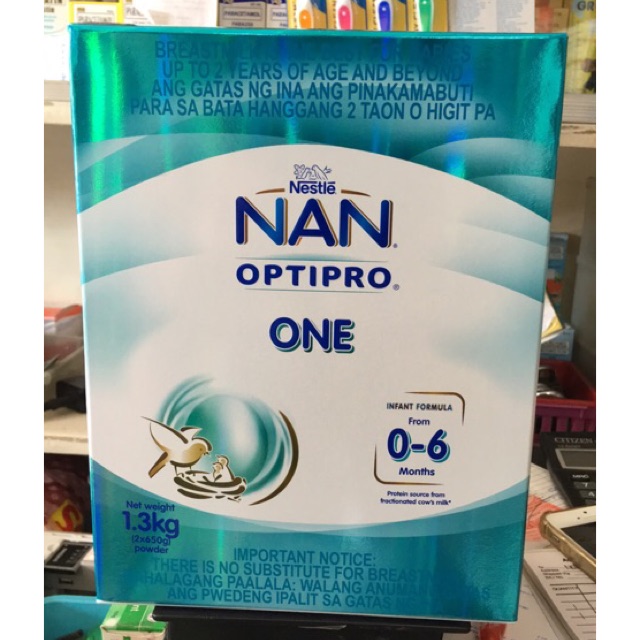 UP TO 2 YEARS OF AGE AND BEYOND
ANG GATAS NG INA ANG PINAKAMABUTI
PARA SA BATA HANGGANG 2 TAON O HIGIT PA
Nestlé
NAN®
OPTIPRO®
ONE
INFANT FORMULA
From
0-6
Months
Protein source from
fractionated cow's milk*
Net weight
1.3kg
(2x650g)
powder
IMPORTANT NOTICE:
THERE IS NO SUBSTITUTE FOR
MAHALAGANG PAALALA: WALANG
ANG PWEDENG IPALIT SA GATAS
CITIZEN